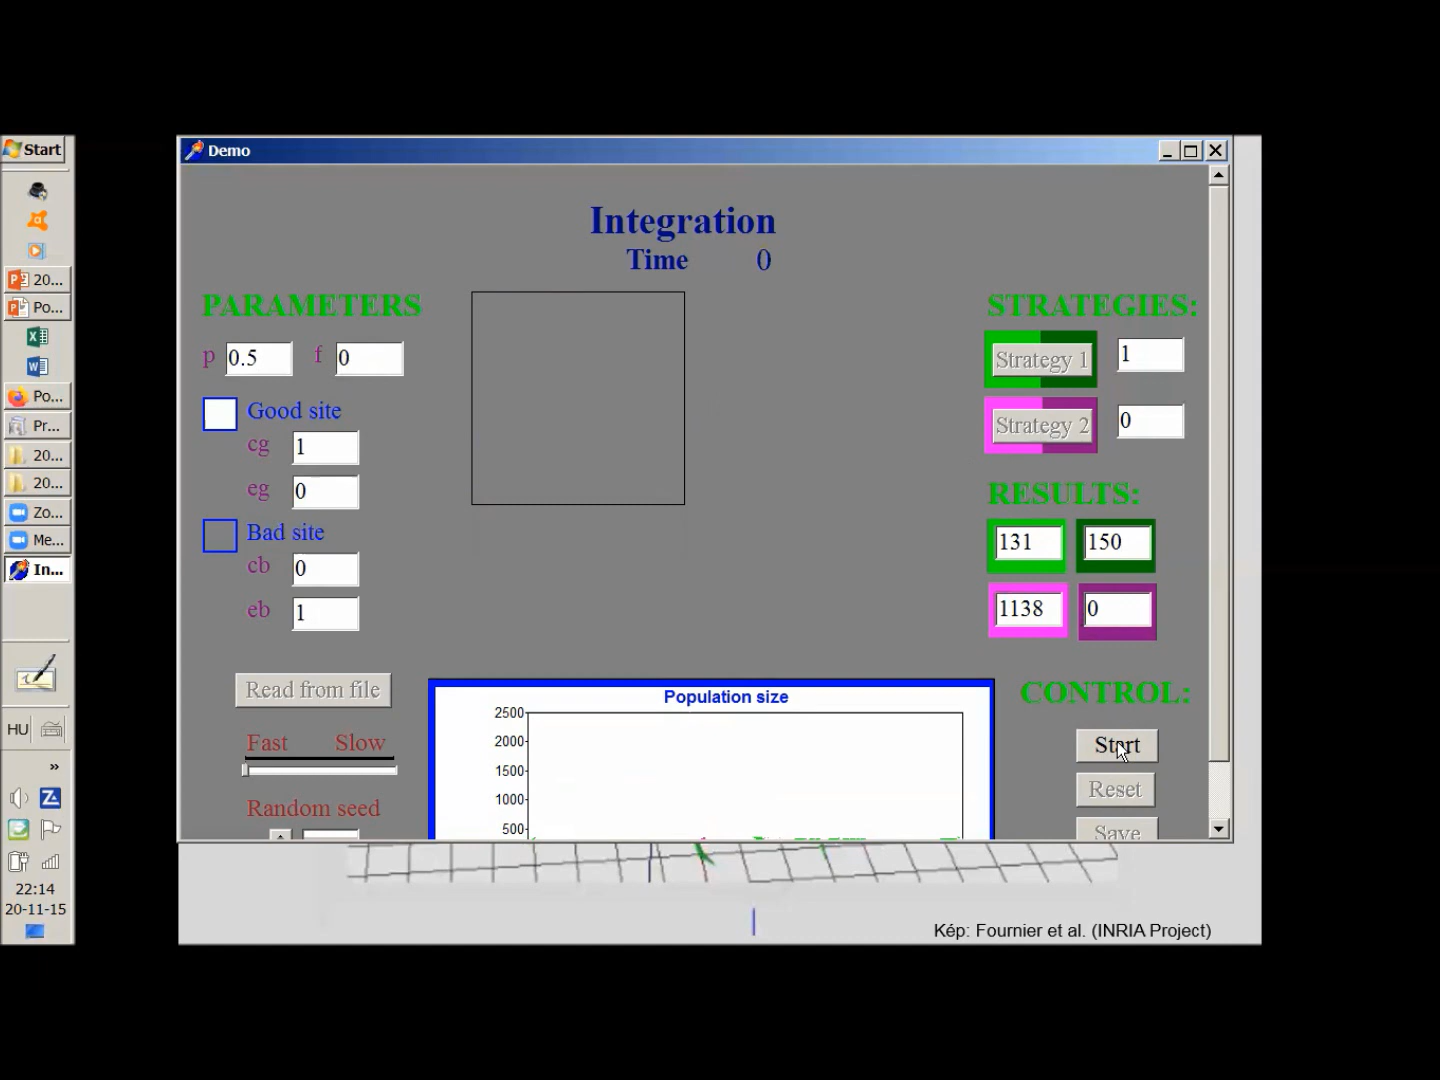 Start
Demo
Integration
Time 0
PARAMETERS
p 0.5 f 0
Good site
cg 1
eg 0
Bad site
cb 0
eb 1
Read from file
Fast Slow
Random seed
STRATEGIES:
Strategy 1 1
Strategy 2 0
RESULTS:
131 150
1138 0
CONTROL:
Start
Reset
Save
Population size
2500
2000
1500
1000
500
20...
Po...
Po...
Pr...
20...
20...
Zo...
Me...
In...
HU
»
22:14
20-11-15
Kép: Fournier et al. (INRIA Project)